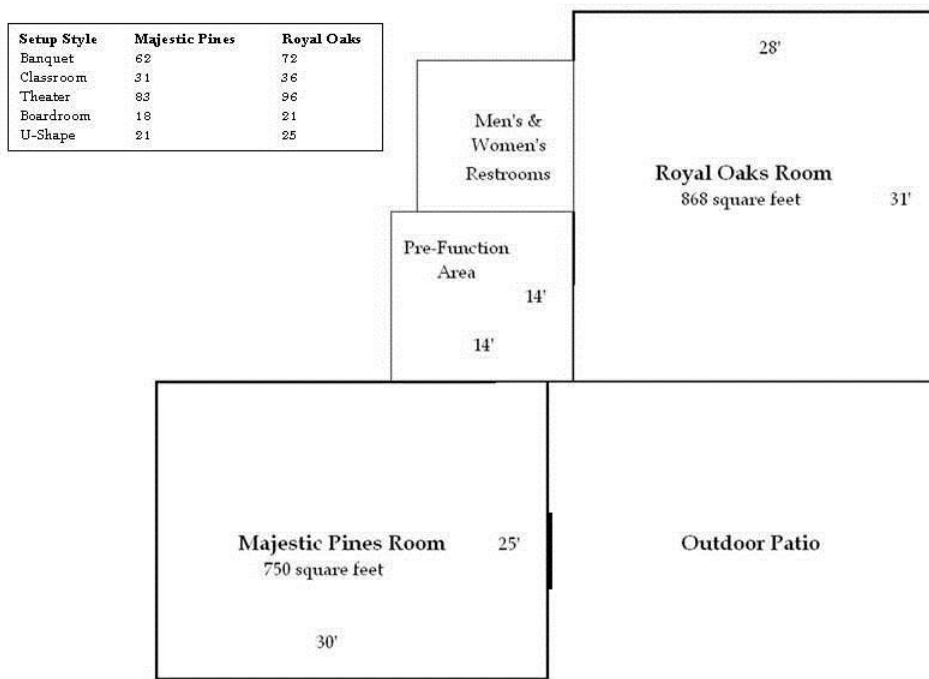 Setup Style Majestic Pines Royal Oaks
Banquet 62 72
Classroom 31 36
Theater 83 96
Boardroom 18 21
U-Shape 21 25
28'
Men's &
Women's
Restrooms
Royal Oaks Room
868 square feet
31'
Pre-Function
Area
14'
14'
Majestic Pines Room
750 square feet
25'
30'
Outdoor Patio